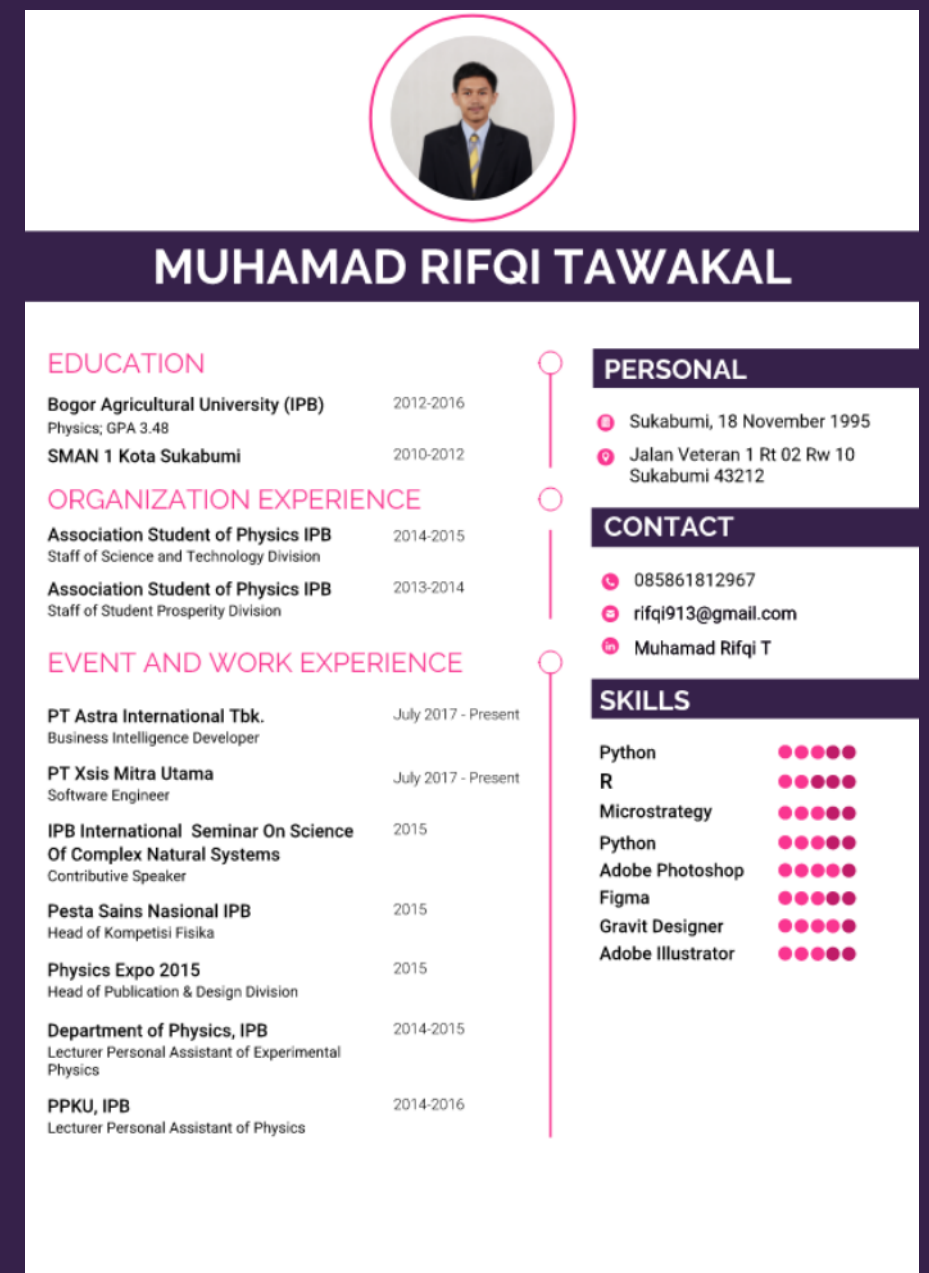 MUHAMAD RIFQI TAWAKAL
EDUCATION
Bogor Agricultural University (IPB) 2012-2016
Physics; GPA 3.48
SMAN 1 Kota Sukabumi 2010-2012
ORGANIZATION EXPERIENCE
Association Student of Physics IPB 2014-2015
Staff of Science and Technology Division
Association Student of Physics IPB 2013-2014
Staff of Student Prosperity Division
EVENT AND WORK EXPERIENCE
PT Astra International Tbk. July 2017 - Present
Business Intelligence Developer
PT Xsis Mitra Utama July 2017 - Present
Software Engineer
IPB International Seminar On Science 2015
Of Complex Natural Systems
Contributive Speaker
Pesta Sains Nasional IPB 2015
Head of Kompetisi Fisika
Physics Expo 2015 2015
Head of Publication & Design Division
Department of Physics, IPB 2014-2015
Lecturer Personal Assistant of Experimental
Physics
PPKU, IPB 2014-2016
Lecturer Personal Assistant of Physics
PERSONAL
Sukabumi, 18 November 1995
Jalan Veteran 1 Rt 02 Rw 10
Sukabumi 43212
CONTACT
085861812967
rifqi913@gmail.com
in Muhamad Rifqi T
SKILLS
Python
R
Microstrategy
Python
Adobe Photoshop
Figma
Gravit Designer
Adobe Illustrator